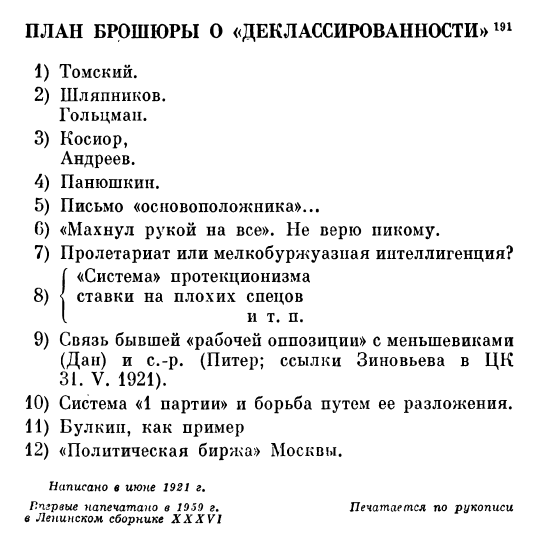 ПЛАН БРОШЮРЫ О «ДЕКЛАССИРОВАННОСТИ» 191
1) Томский.
2) Шляпников.
Гольцман.
3) Косиор,
Андреев.
4) Панюшкин.
5) Письмо «основоположника»...
6) «Махнул рукой на все». Не верю никому.
7) Пролетариат или мелкобуржуазная интеллигенция?
«Система» протекционизма
8) ставки на плохих спецов
и т. п.
9) Связь бывшей «рабочей оппозиции» с меньшевиками
(Дан) и с.-р. (Питер; ссылки Зиновьева в ЦК
31. V. 1921).
10) Система «1 партии» и борьба путем ее разложения.
11) Булкин, как пример
12) «Политическая биржа» Москвы.
Написано в июне 1921 г.
Впервые напечатано в 1959 г.
в Ленинском сборнике XXXVI
Печатается по рукописи